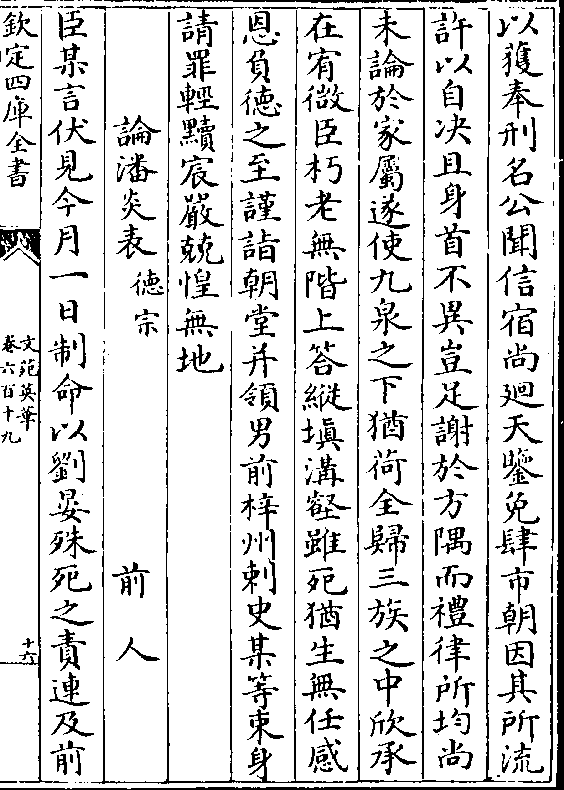 以獲奉刑名公聞信宿尚廻天鑒免肆市朝因其所流
許以自决且身首不異豈足謝於方隅而禮律所均尚
未論於家屬遂使九泉之下猶荷全歸三族之中欣承
在宥微臣朽老無階上答縱塡溝壑雖死猶生無任感
恩負德之至謹詣朝堂并領男前梓州刺史某等束身
請罪輕黷宸嚴兢惶無地
論潘炎表德宗 前人
臣某言伏見今月一日制命以劉晏殊死之責連及前
欽定四庫全書
文苑英華
卷六百十九
十六